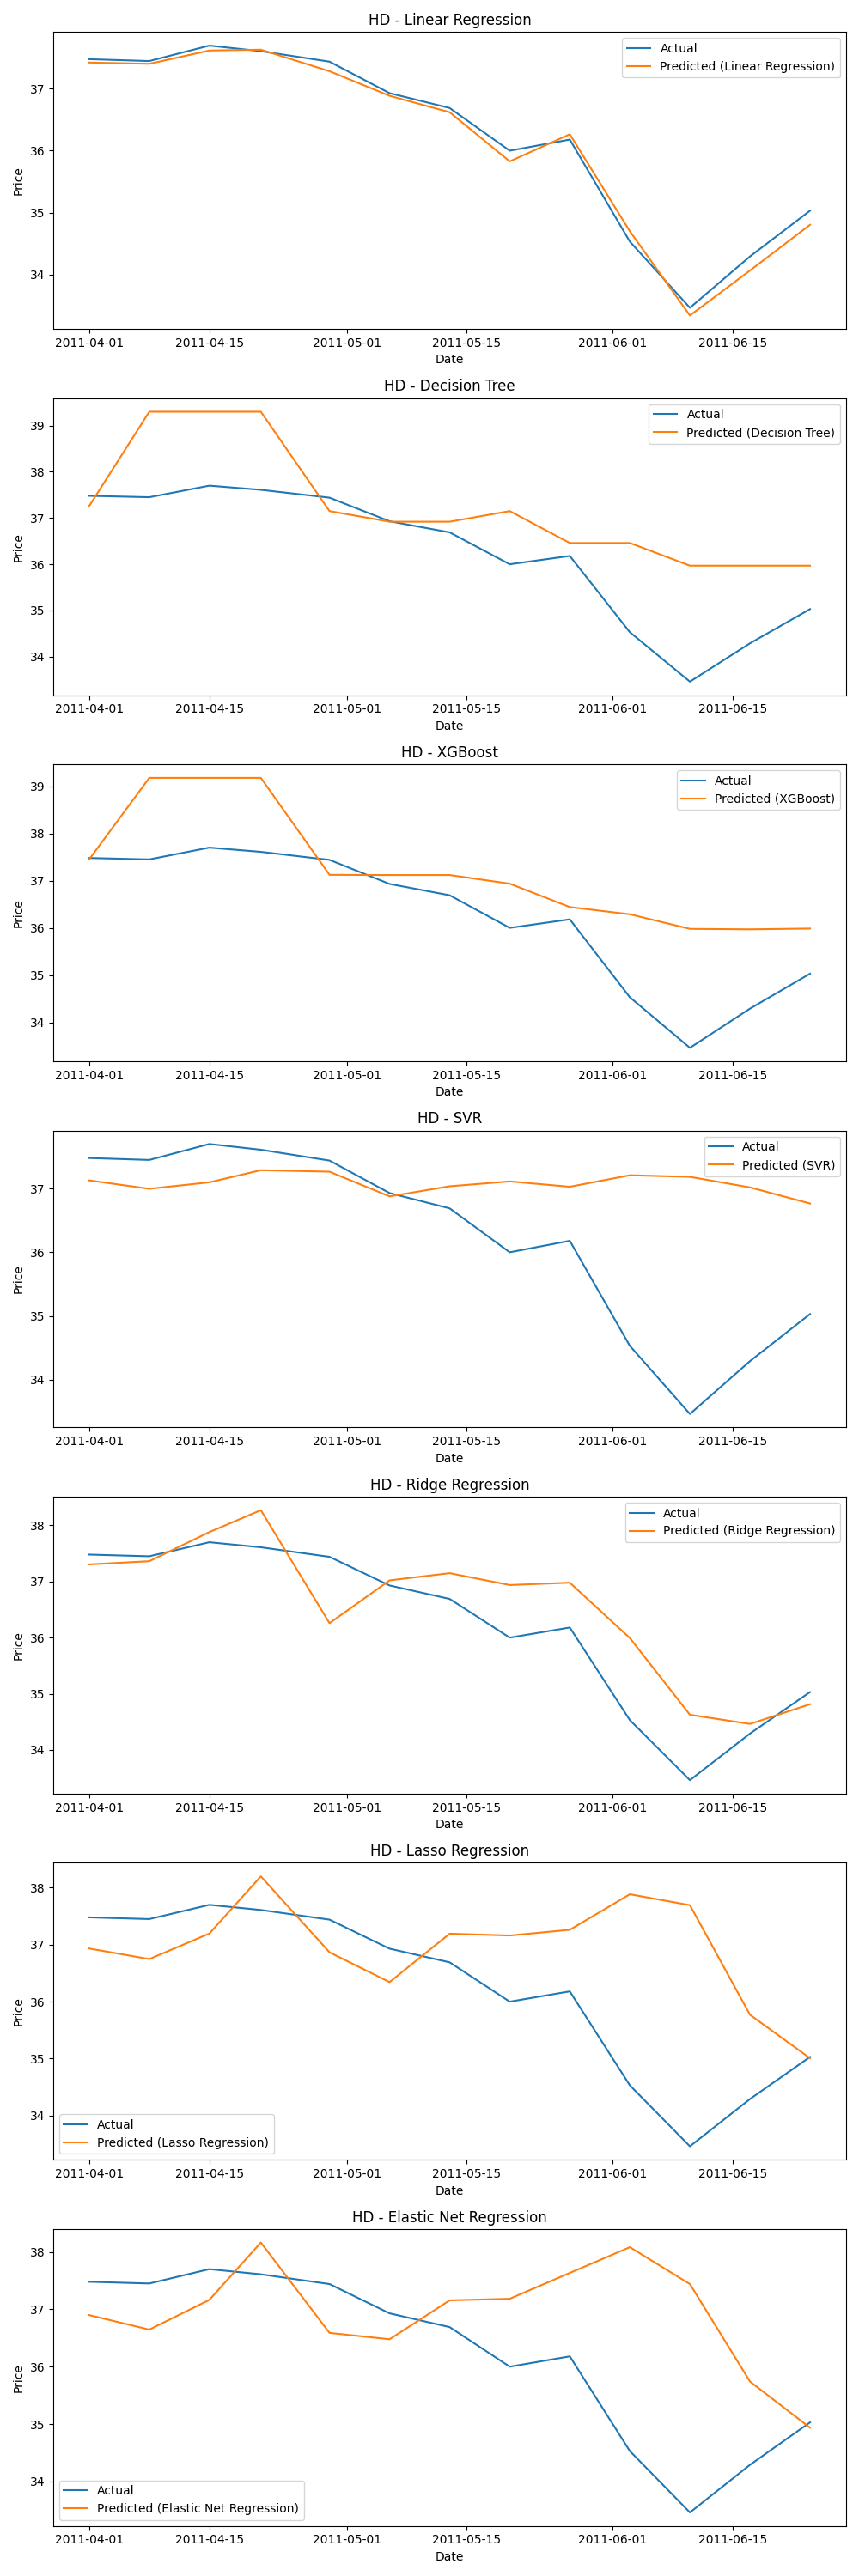 HD - Linear Regression
Actual
Predicted (Linear Regression)
Price
37
36
35
34
2011-04-01 2011-04-15 2011-05-01 2011-05-15 2011-06-01 2011-06-15
Date
HD - Decision Tree
Actual
Predicted (Decision Tree)
Price
39
38
37
36
35
34
2011-04-01 2011-04-15 2011-05-01 2011-05-15 2011-06-01 2011-06-15
Date
HD - XGBoost
Actual
Predicted (XGBoost)
Price
39
38
37
36
35
34
2011-04-01 2011-04-15 2011-05-01 2011-05-15 2011-06-01 2011-06-15
Date
HD - SVR
Actual
Predicted (SVR)
Price
37
36
35
34
2011-04-01 2011-04-15 2011-05-01 2011-05-15 2011-06-01 2011-06-15
Date
HD - Ridge Regression
Actual
Predicted (Ridge Regression)
Price
38
37
36
35
34
2011-04-01 2011-04-15 2011-05-01 2011-05-15 2011-06-01 2011-06-15
Date
HD - Lasso Regression
Price
38
37
36
35
34
Actual
Predicted (Lasso Regression)
2011-04-01 2011-04-15 2011-05-01 2011-05-15 2011-06-01 2011-06-15
Date
HD - Elastic Net Regression
Price
38
37
36
35
34
Actual
Predicted (Elastic Net Regression)
2011-04-01 2011-04-15 2011-05-01 2011-05-15 2011-06-01 2011-06-15
Date